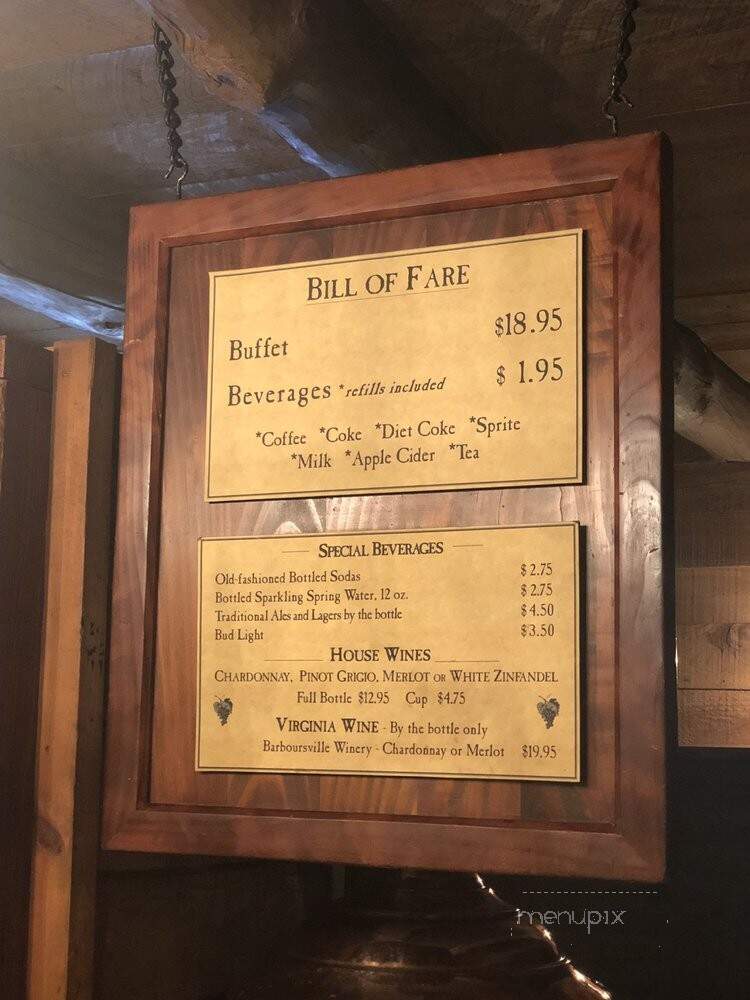 BILL OF FARE
Buffet $18.95
Beverages *refills included $ 1.95
*Coffee *Coke *Diet Coke *Sprite
*Milk *Apple Cider *Tea
SPECIAL BEVERAGES
Old-fashioned Bottled Sodas $2.75
Bottled Sparkling Spring Water, 12 oz. $2.75
Traditional Ales and Lagers by the bottle $4.50
Bud Light $3.50
HOUSE WINES
CHARDONNAY, PINOT GRIGIO, MERLOT OR WHITE ZINFANDEL
Full Bottle $12.95 Cup $4.75
VIRGINIA WINE - By the bottle only
Barboursville Winery - Chardonnay or Merlot $19.95
menupix